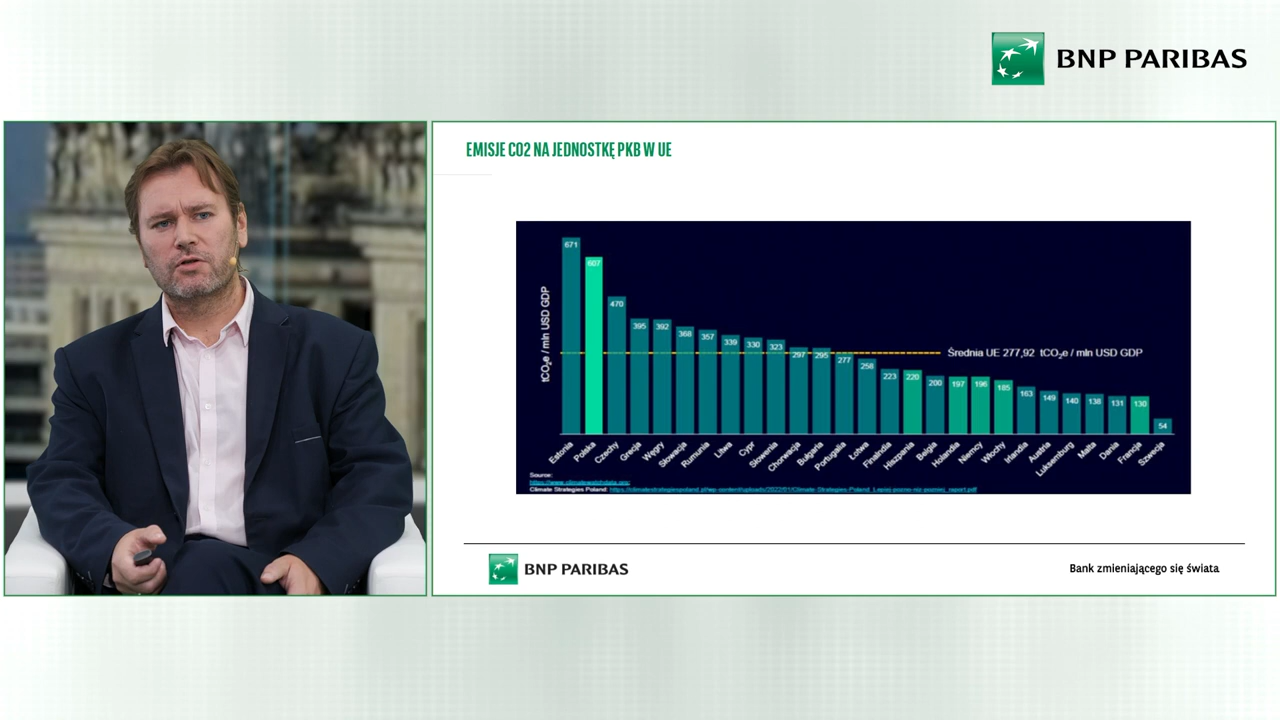 BNP PARIBAS
EMISJE CO2 NA JEDNOSTKĘ PKB W UE
tCO2e / mln USD GDP
671
607
470
395
392
368
357
339
330
323
297
295
277
258
223
220
200
197
196
185
163
149
140
138
131
130
54
Średnia UE 277,92 tCO2e / mln USD GDP
Estonia
Polska
Czechy
Grecja
Węgry
Słowacja
Rumunia
Litwa
Cypr
Słowenia
Chorwacja
Bułgaria
Portugalia
Łotwa
Finlandia
Hiszpania
Belgia
Holandia
Niemcy
Włochy
Irlandia
Austria
Luksemburg
Malta
Dania
Francja
Szwecja
Source:
Climate Strategies Poland:
BNP PARIBAS
Bank zmieniającego się świata